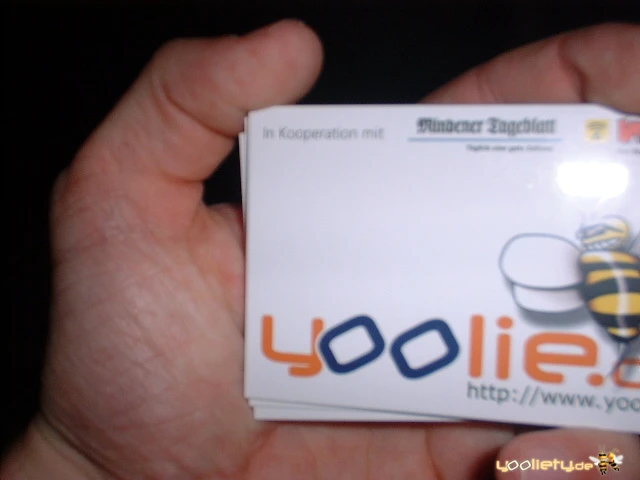 In Kooperation mit
Mindener Tageblatt
yoolie.
http://www.yoo
yooliety.de